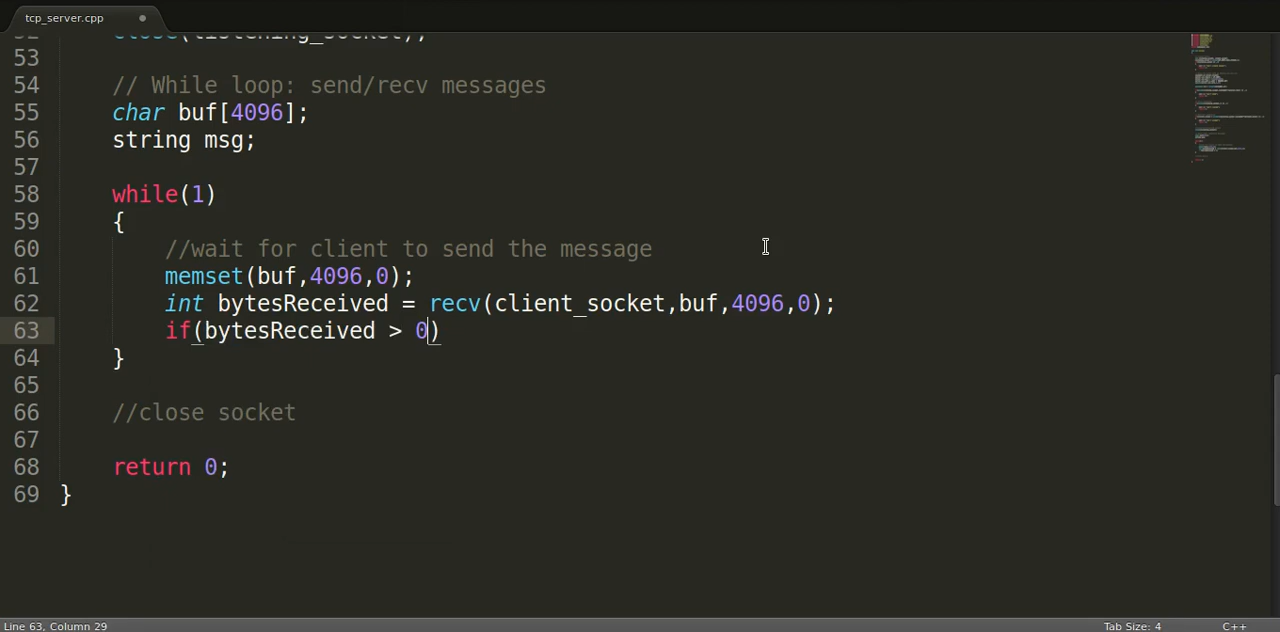 tcp_server.cpp
53
54 // While loop: send/recv messages
55 char buf[4096];
56 string msg;
57
58 while(1)
59 {
60 //wait for client to send the message
61 memset(buf,4096,0);
62 int bytesReceived = recv(client_socket,buf,4096,0);
63 if(bytesReceived > 0)
64 }
65
66 //close socket
67
68 return 0;
69 }
Line 63, Column 29 Tab Size: 4 C++